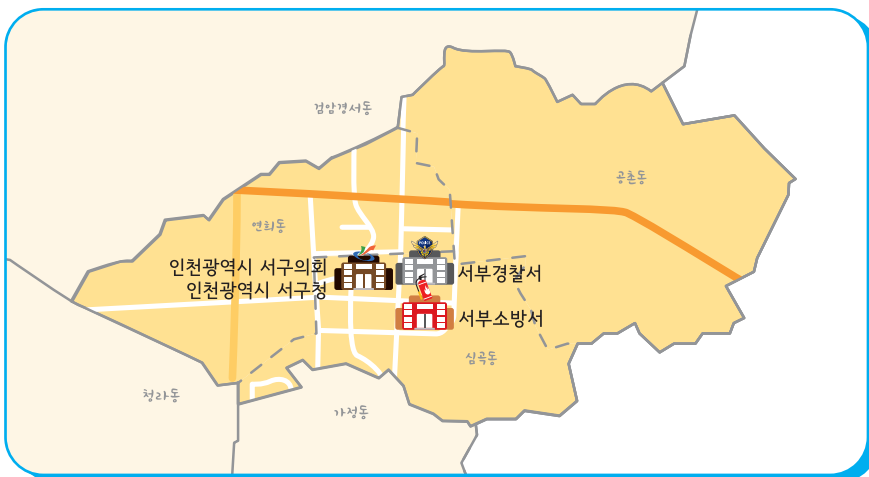 검암경서동
공촌동
연희동
인천광역시 서구의회
인천광역시 서구청
서부경찰서
서부소방서
심곡동
청라동
가정동